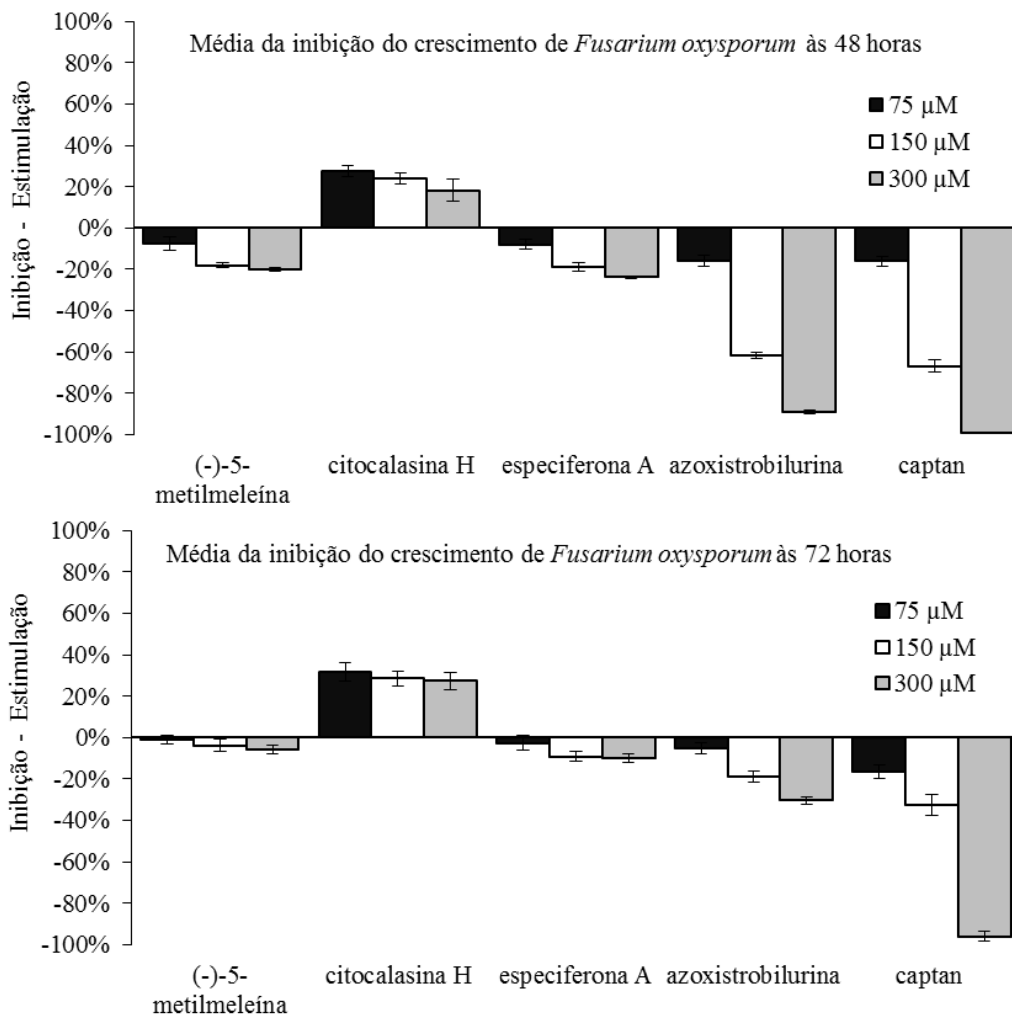 Média da inibição do crescimento de Fusarium oxysporum às 48 horas
Inibição - Estimulação
100%
80%
60%
40%
20%
0%
-20%
-40%
-60%
-80%
-100%
75 µM
150 µM
300 µM
(-)-5-
metilmeleína
citocalasina H
especiferona A
azoxistrobilurina
captan
Média da inibição do crescimento de Fusarium oxysporum às 72 horas
Inibição - Estimulação
100%
80%
60%
40%
20%
0%
-20%
-40%
-60%
-80%
-100%
75 µM
150 µM
300 µM
(-)-5-
metilmeleína
citocalasina H
especiferona A
azoxistrobilurina
captan